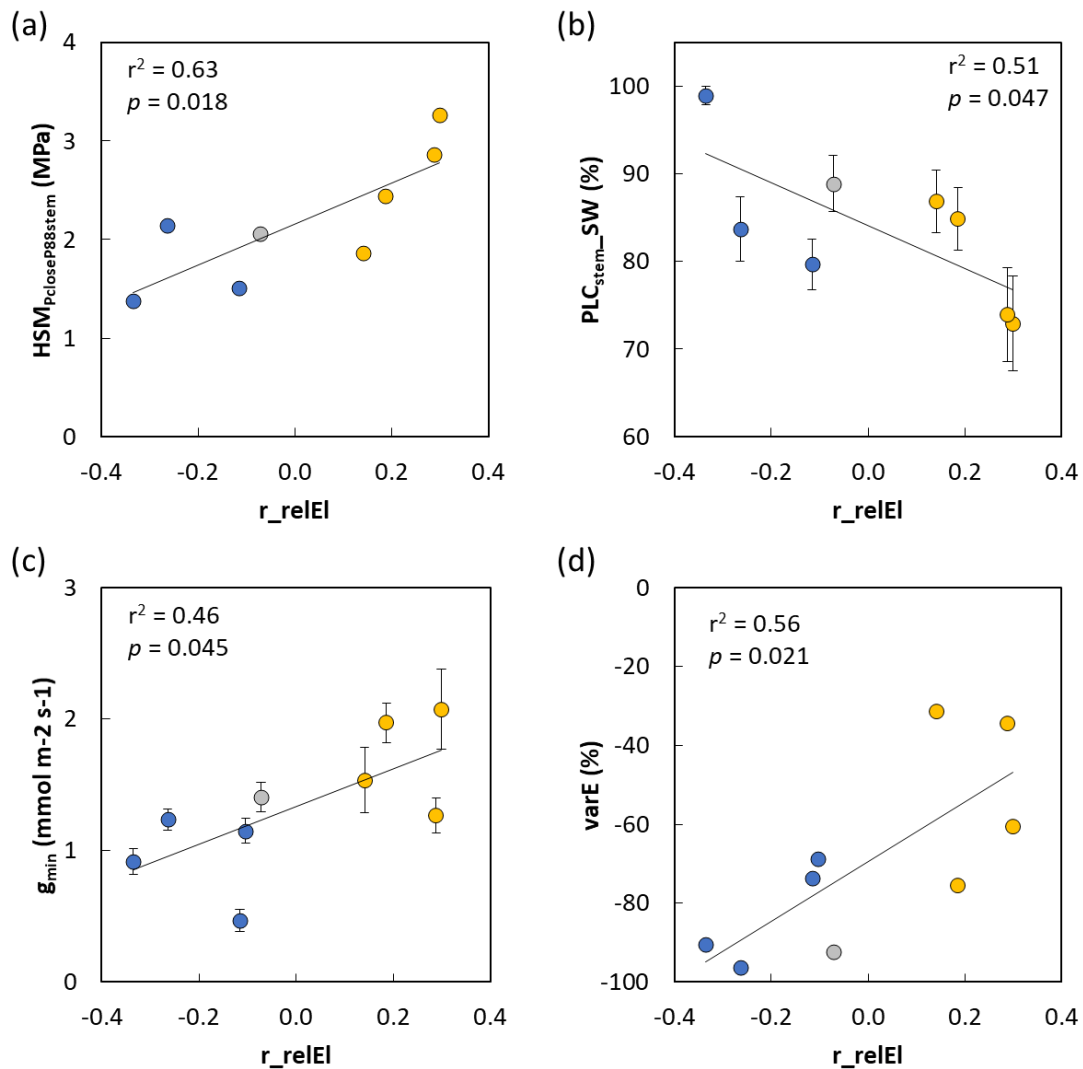 (a)
r² = 0.63
p = 0.018
4
3
2
1
0
HSM_PcloseP88stem (MPa)
-0.4 -0.2 0.0 0.2 0.4
r_relEl
(b)
r² = 0.51
p = 0.047
100
90
80
70
60
PLC_stem_SW (%)
-0.4 -0.2 0.0 0.2 0.4
r_relEl
(c)
r² = 0.46
p = 0.045
3
2
1
0
g_min (mmol m-2 s-1)
-0.4 -0.2 0.0 0.2 0.4
r_relEl
(d)
r² = 0.56
p = 0.021
0
-20
-40
-60
-80
-100
varE (%)
-0.4 -0.2 0.0 0.2 0.4
r_relEl